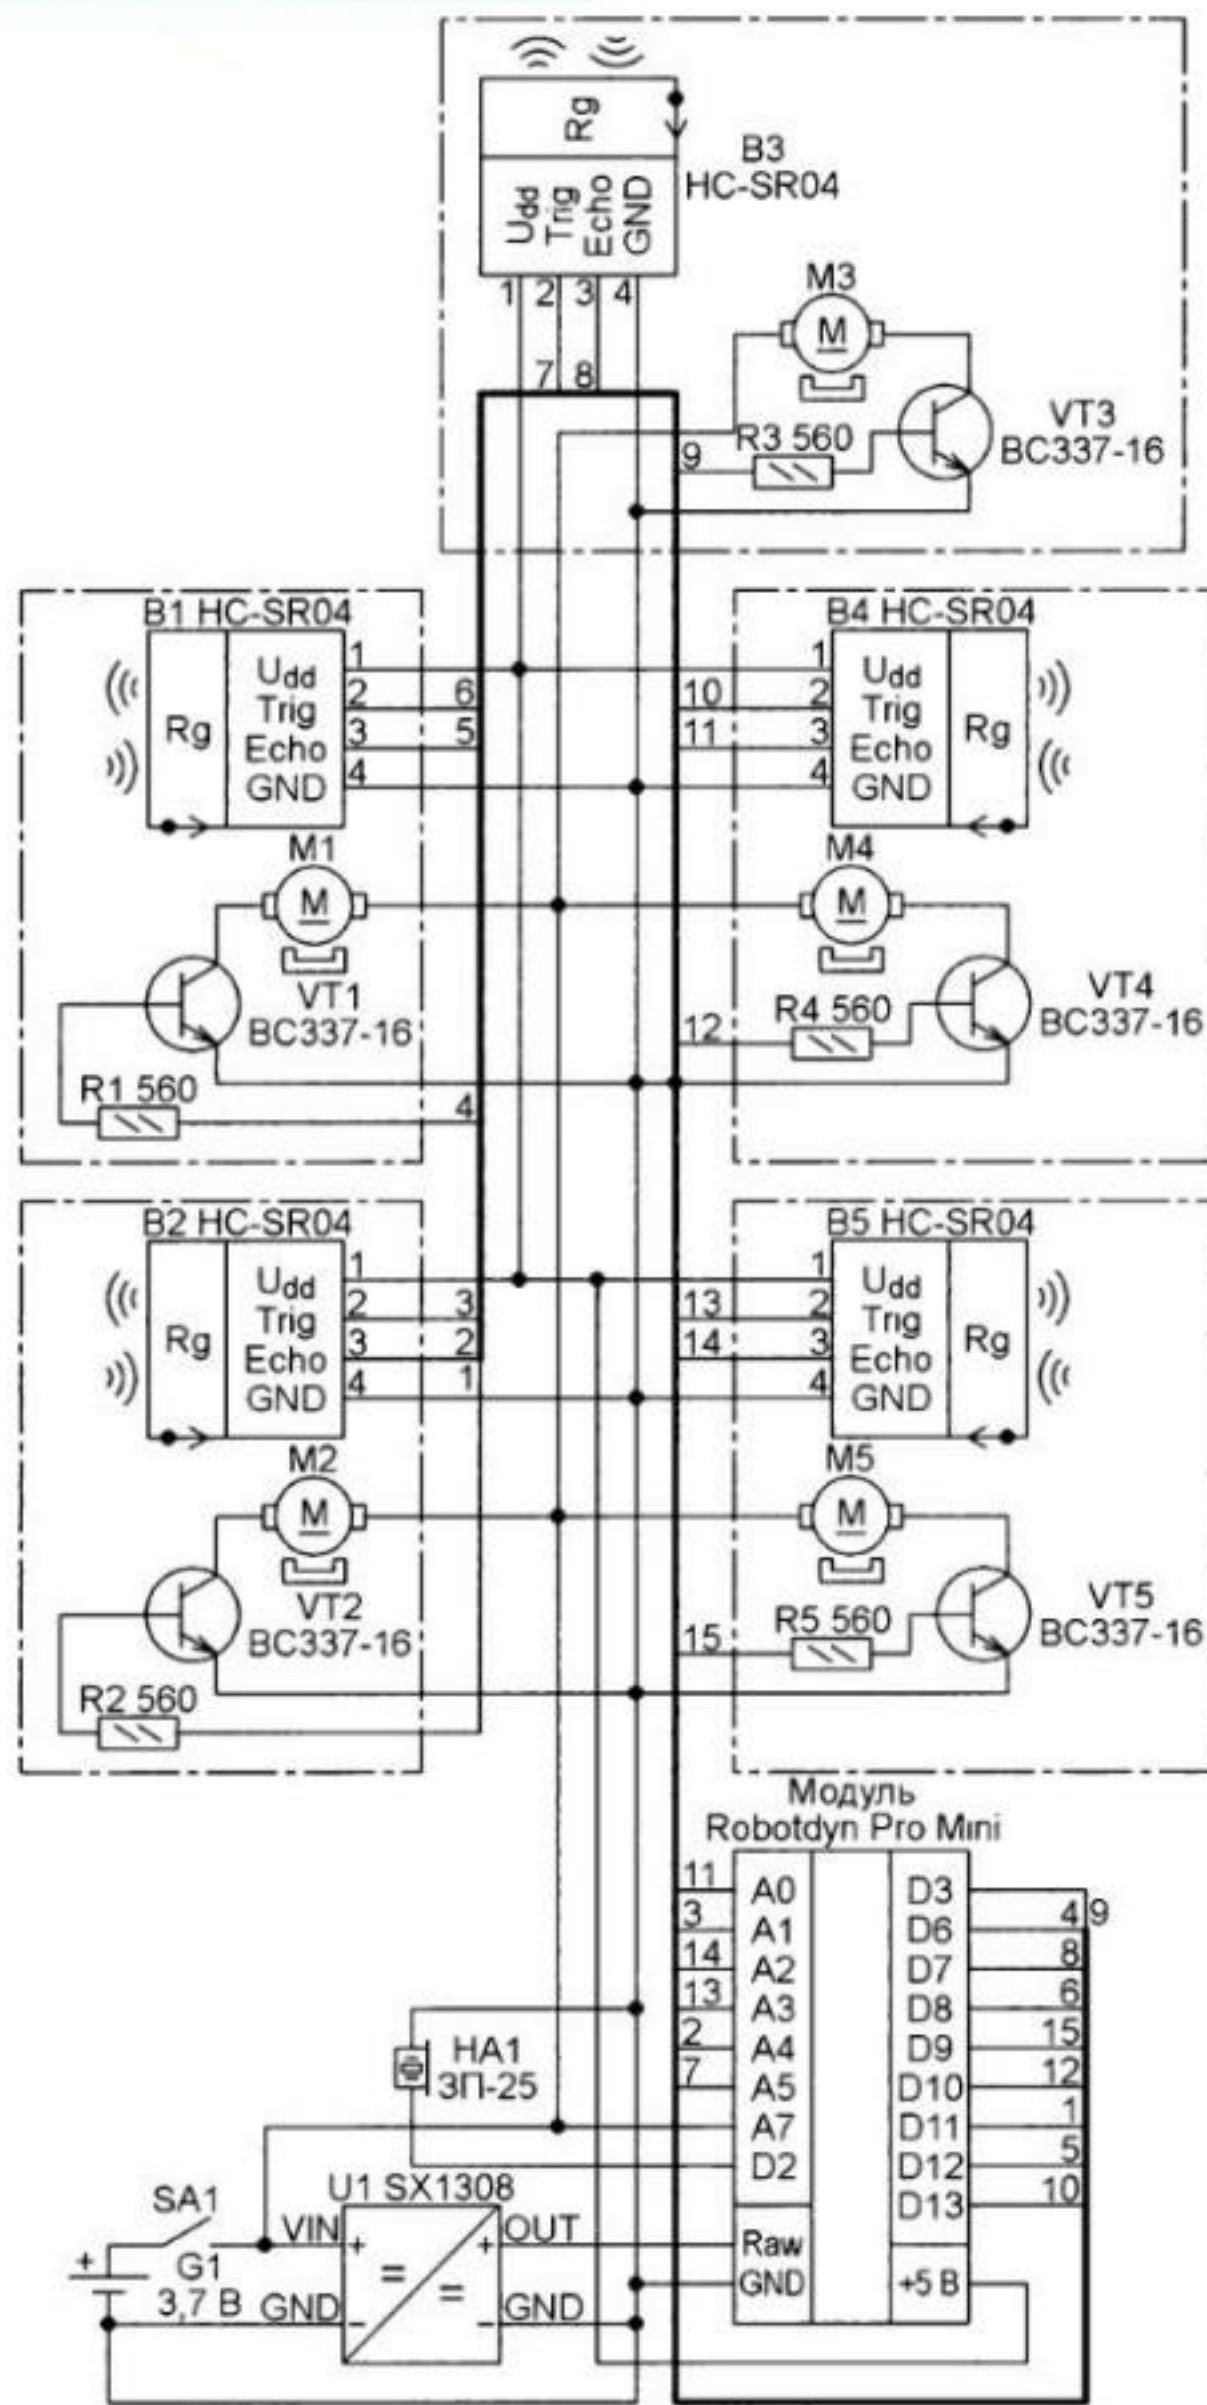 Rg
B3
HC-SR04
Udd
Trig
Echo
GND
1 2 3 4
7 8
M3
M
VT3
BC337-16
R3 560
9
B1 HC-SR04
Rg
Udd
Trig
Echo
GND
1
2
3
4
6
5
M1
M
VT1
BC337-16
R1 560
4
B4 HC-SR04
10
11
1
2
3
4
Udd
Trig
Echo
GND
Rg
M4
M
VT4
BC337-16
R4 560
12
B2 HC-SR04
Rg
Udd
Trig
Echo
GND
1
2
3
4
3
2
1
M2
M
VT2
BC337-16
R2 560
B5 HC-SR04
13
14
1
2
3
4
Udd
Trig
Echo
GND
Rg
M5
M
VT5
BC337-16
R5 560
15
Модуль
Robotdyn Pro Mini
11 A0 D3
3 A1 D6 4 9
14 A2 D7 8
13 A3 D8 6
2 A4 D9 15
7 A5 D10 12
A7 D11 1
D2 D12 5
D13 10
Raw
GND +5 В
HA1
ЗП-25
U1 SX1308
SA1
VIN + + OUT
+ G1
3,7 В
= =
GND - - GND